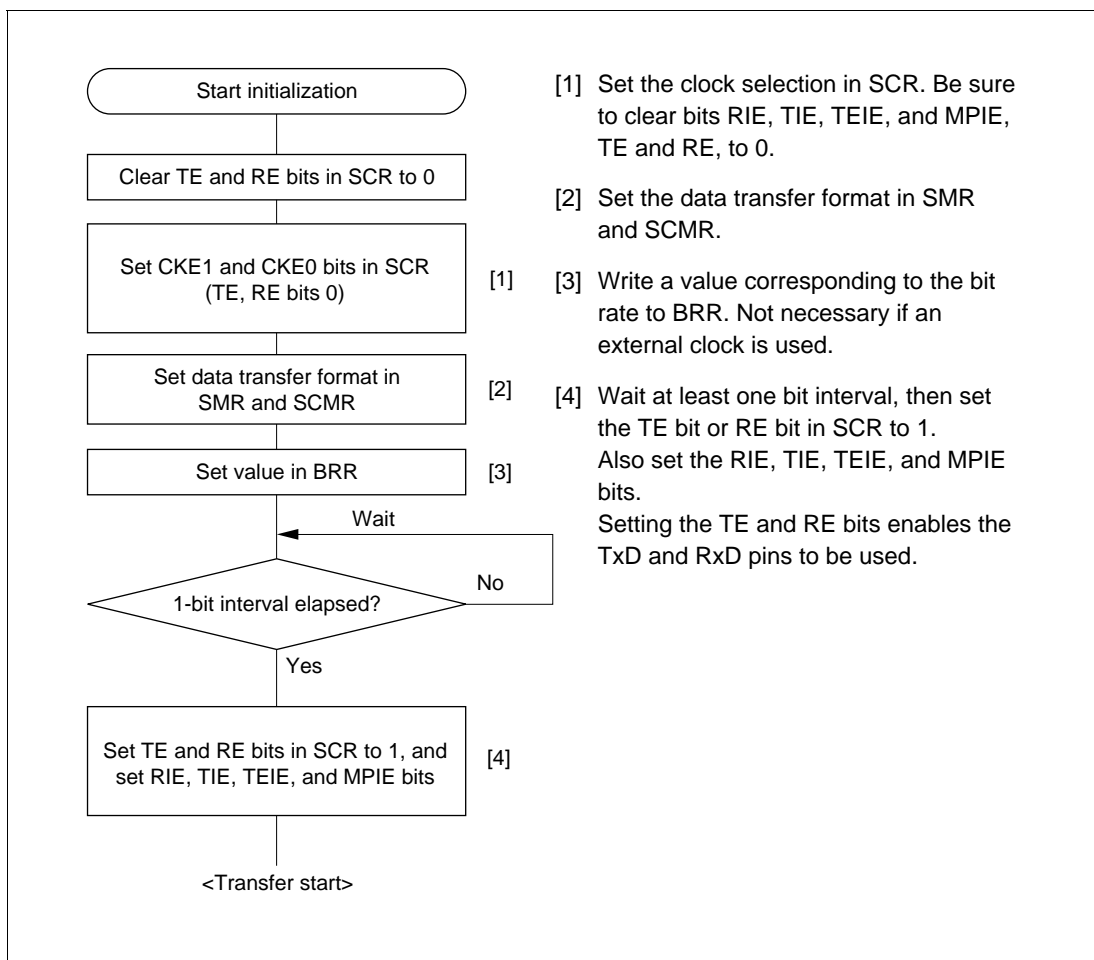 Start initialization
Clear TE and RE bits in SCR to 0
Set CKE1 and CKE0 bits in SCR
(TE, RE bits 0)
[1]
Set data transfer format in
SMR and SCMR
[2]
Set value in BRR
[3]
Wait
1-bit interval elapsed?
No
Yes
Set TE and RE bits in SCR to 1, and
set RIE, TIE, TEIE, and MPIE bits
[4]
<Transfer start>
[1] Set the clock selection in SCR. Be sure
to clear bits RIE, TIE, TEIE, and MPIE,
TE and RE, to 0.
[2] Set the data transfer format in SMR
and SCMR.
[3] Write a value corresponding to the bit
rate to BRR. Not necessary if an
external clock is used.
[4] Wait at least one bit interval, then set
the TE bit or RE bit in SCR to 1.
Also set the RIE, TIE, TEIE, and MPIE
bits.
Setting the TE and RE bits enables the
TxD and RxD pins to be used.